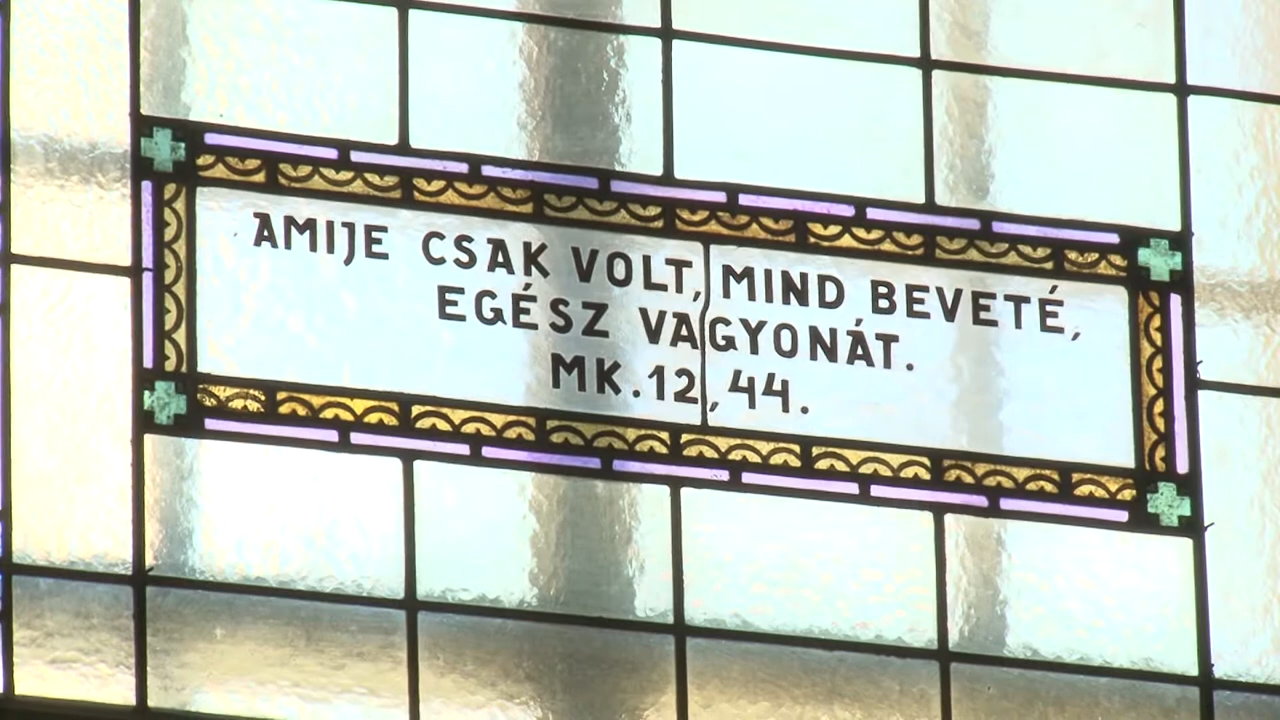 AMIJE CSAK VOLT, MIND BEVETÉ,
EGÉSZ VAGYONÁT.
MK. 12, 44.